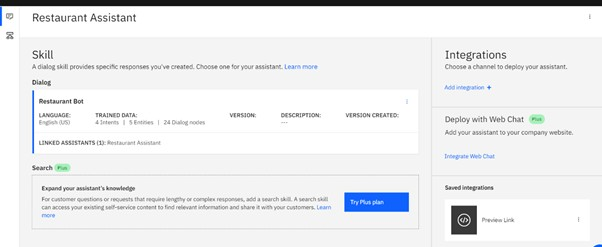 Restaurant Assistant
Skill
A dialog skill provides specific responses you've created. Choose one for your assistant. Learn more
Dialog
Restaurant Bot
LANGUAGE: TRAINED DATA: VERSION: DESCRIPTION: VERSION CREATED:
English (US) 4 Intents | 5 Entities | 24 Dialog nodes ---
LINKED ASSISTANTS (1): Restaurant Assistant
Search Plus
Expand your assistant's knowledge
For customer questions or requests that require lengthy or complex responses, add a search skill. A search skill
can access your existing self-service content to find relevant information and share it with your customers. Learn
more
Try Plus plan
Integrations
Choose a channel to deploy your assistant.
Add integration +
Deploy with Web Chat Plus
Add your assistant to your company website.
Integrate Web Chat
Saved integrations
Preview Link